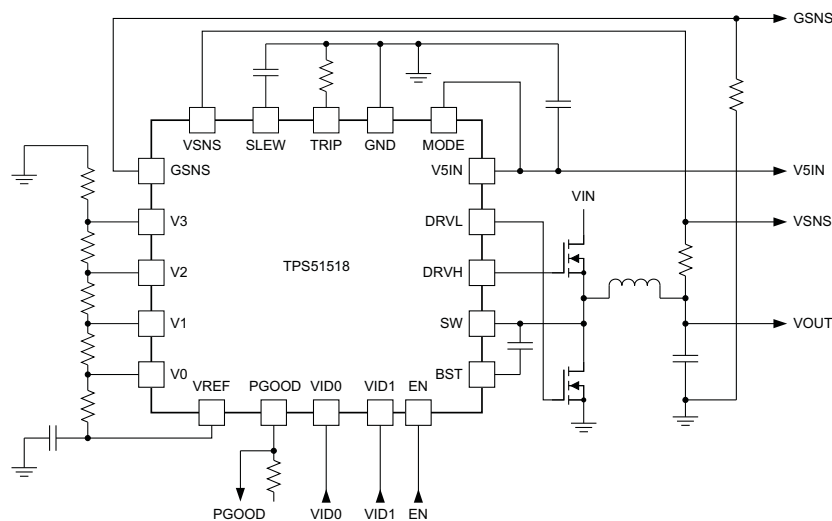 GSNS
VSNS
SLEW
TRIP
GND
MODE
GSNS
V5IN
V5IN
V3
DRVL
VIN
VSNS
V2
TPS51518
DRVH
V1
SW
VOUT
V0
BST
VREF
PGOOD
VID0
VID1
EN
PGOOD
VID0
VID1
EN